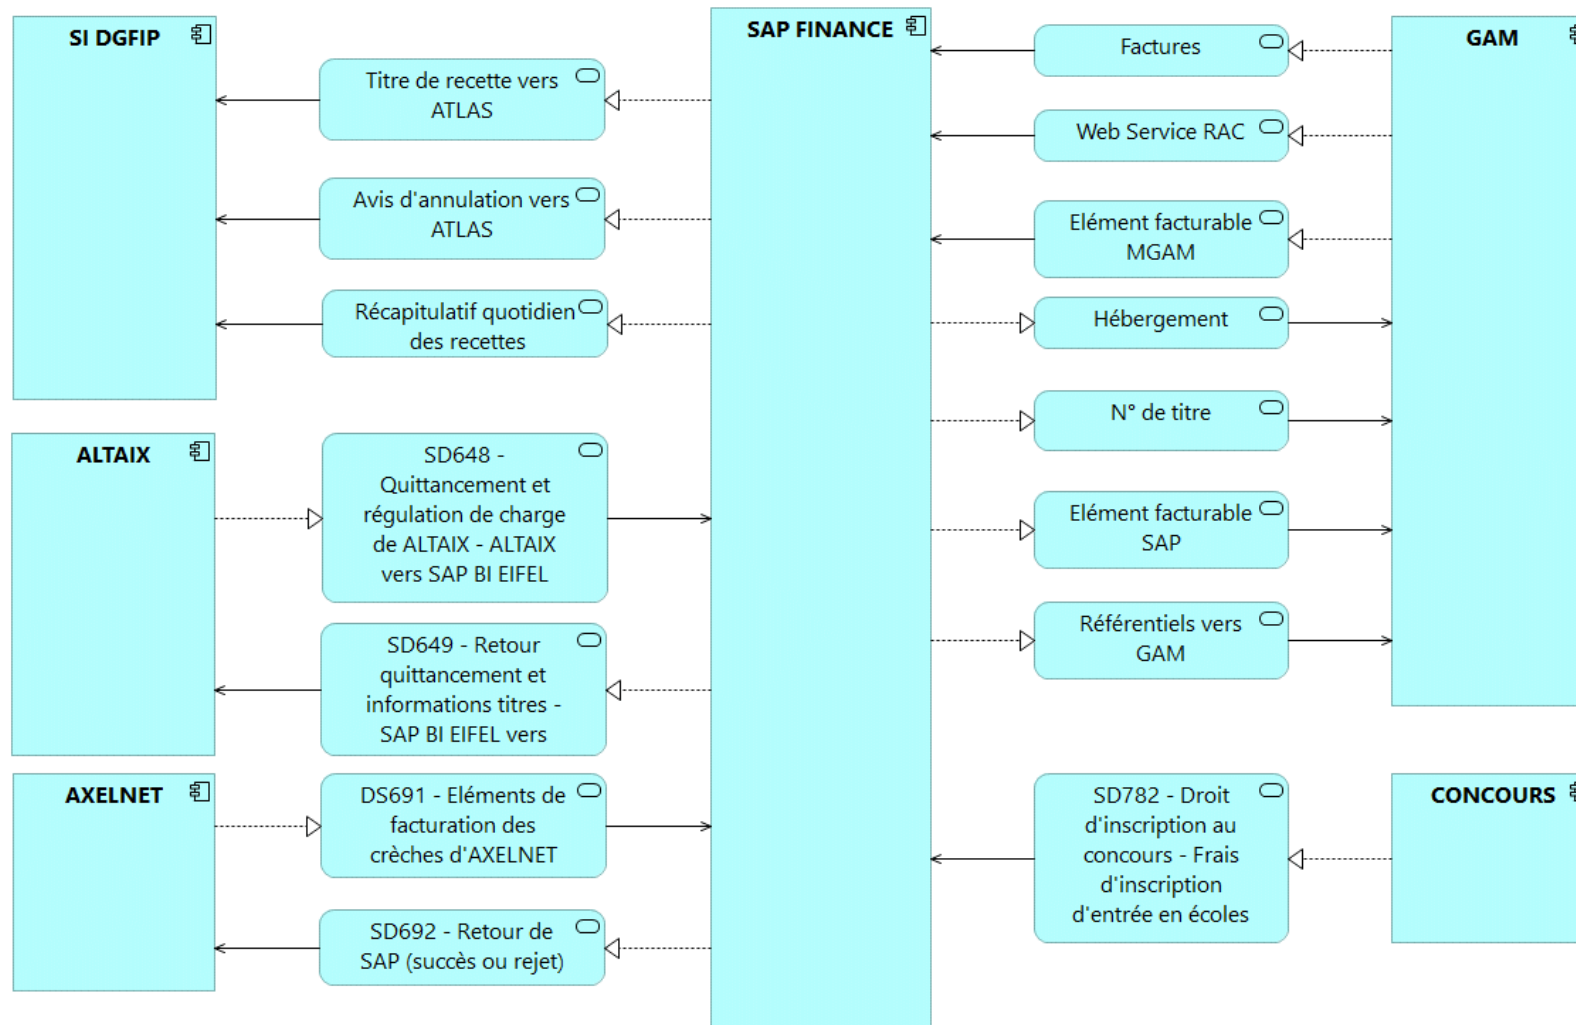 SI DGFIP
Titre de recette vers
ATLAS
Avis d'annulation vers
ATLAS
Récapitulatif quotidien
des recettes
ALTAIX
SD648 -
Quittancement et
régulation de charge
de ALTAIX - ALTAIX
vers SAP BI EIFEL
SD649 - Retour
quittancement et
informations titres -
SAP BI EIFEL vers
AXELNET
DS691 - Eléments de
facturation des
crèches d'AXELNET
SD692 - Retour de
SAP (succès ou rejet)
SAP FINANCE
Factures
Web Service RAC
Elément facturable
MGAM
Hébergement
N° de titre
Elément facturable
SAP
Référentiels vers
GAM
GAM
SD782 - Droit
d'inscription au
concours - Frais
d'inscription
d'entrée en écoles
CONCOURS